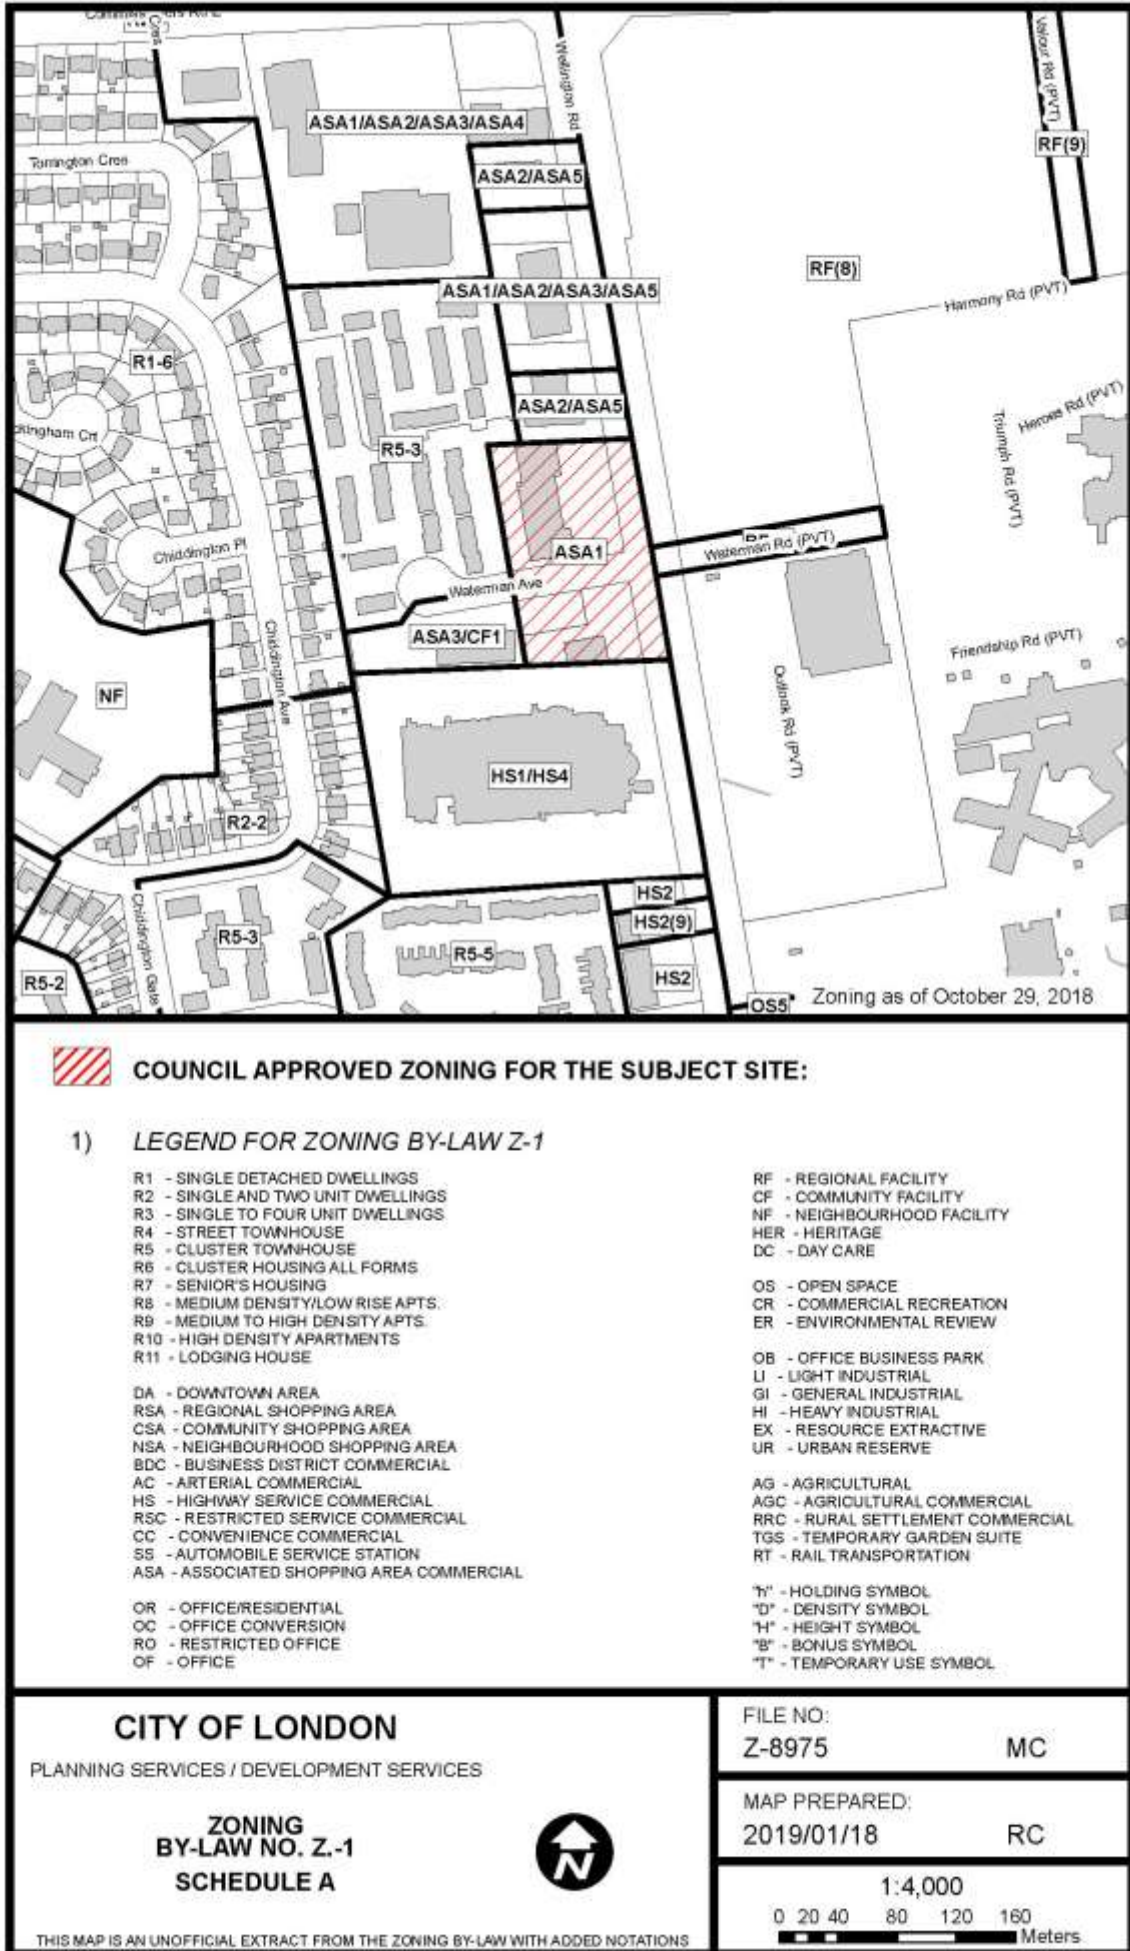 Cres
Wellington Rd
Valour Rd (PVT)
ASA1/ASA2/ASA3/ASA4
RF(9)
Torrington Cres
ASA2/ASA5
RF(8)
ASA1/ASA2/ASA3/ASA5
Harmony Rd (PVT)
R1-6
ASA2/ASA5
Heroes Rd (PVT)
Triumph Rd (PVT)
R5-3
ASA1
Waterman Rd (PVT)
Chiddington Pl
Waterman Ave
ASA3/CF1
Friendship Rd (PVT)
Chiddington Ave
NF
Outlook Rd (PVT)
HS1/HS4
R2-2
HS2
HS2(9)
Chiddington Gate
R5-3
R5-5
R5-2
HS2
OS5
Zoning as of October 29, 2018
COUNCIL APPROVED ZONING FOR THE SUBJECT SITE:
1) LEGEND FOR ZONING BY-LAW Z-1
R1 - SINGLE DETACHED DWELLINGS
R2 - SINGLE AND TWO UNIT DWELLINGS
R3 - SINGLE TO FOUR UNIT DWELLINGS
R4 - STREET TOWNHOUSE
R5 - CLUSTER TOWNHOUSE
R6 - CLUSTER HOUSING ALL FORMS
R7 - SENIOR'S HOUSING
R8 - MEDIUM DENSITY/LOW RISE APTS.
R9 - MEDIUM TO HIGH DENSITY APTS.
R10 - HIGH DENSITY APARTMENTS
R11 - LODGING HOUSE
DA - DOWNTOWN AREA
RSA - REGIONAL SHOPPING AREA
CSA - COMMUNITY SHOPPING AREA
NSA - NEIGHBOURHOOD SHOPPING AREA
BDC - BUSINESS DISTRICT COMMERCIAL
AC - ARTERIAL COMMERCIAL
HS - HIGHWAY SERVICE COMMERCIAL
RSC - RESTRICTED SERVICE COMMERCIAL
CC - CONVENIENCE COMMERCIAL
SS - AUTOMOBILE SERVICE STATION
ASA - ASSOCIATED SHOPPING AREA COMMERCIAL
OR - OFFICE/RESIDENTIAL
OC - OFFICE CONVERSION
RO - RESTRICTED OFFICE
OF - OFFICE
RF - REGIONAL FACILITY
CF - COMMUNITY FACILITY
NF - NEIGHBOURHOOD FACILITY
HER - HERITAGE
DC - DAY CARE
OS - OPEN SPACE
CR - COMMERCIAL RECREATION
ER - ENVIRONMENTAL REVIEW
OB - OFFICE BUSINESS PARK
LI - LIGHT INDUSTRIAL
GI - GENERAL INDUSTRIAL
HI - HEAVY INDUSTRIAL
EX - RESOURCE EXTRACTIVE
UR - URBAN RESERVE
AG - AGRICULTURAL
AGC - AGRICULTURAL COMMERCIAL
RRC - RURAL SETTLEMENT COMMERCIAL
TGS - TEMPORARY GARDEN SUITE
RT - RAIL TRANSPORTATION
"h" - HOLDING SYMBOL
"D" - DENSITY SYMBOL
"H" - HEIGHT SYMBOL
"B" - BONUS SYMBOL
"T" - TEMPORARY USE SYMBOL
CITY OF LONDON
PLANNING SERVICES / DEVELOPMENT SERVICES
ZONING
BY-LAW NO. Z.-1
SCHEDULE A
N
THIS MAP IS AN UNOFFICIAL EXTRACT FROM THE ZONING BY-LAW WITH ADDED NOTATIONS
FILE NO:
Z-8975 MC
MAP PREPARED:
2019/01/18 RC
1:4,000
0 20 40 80 120 160
Meters